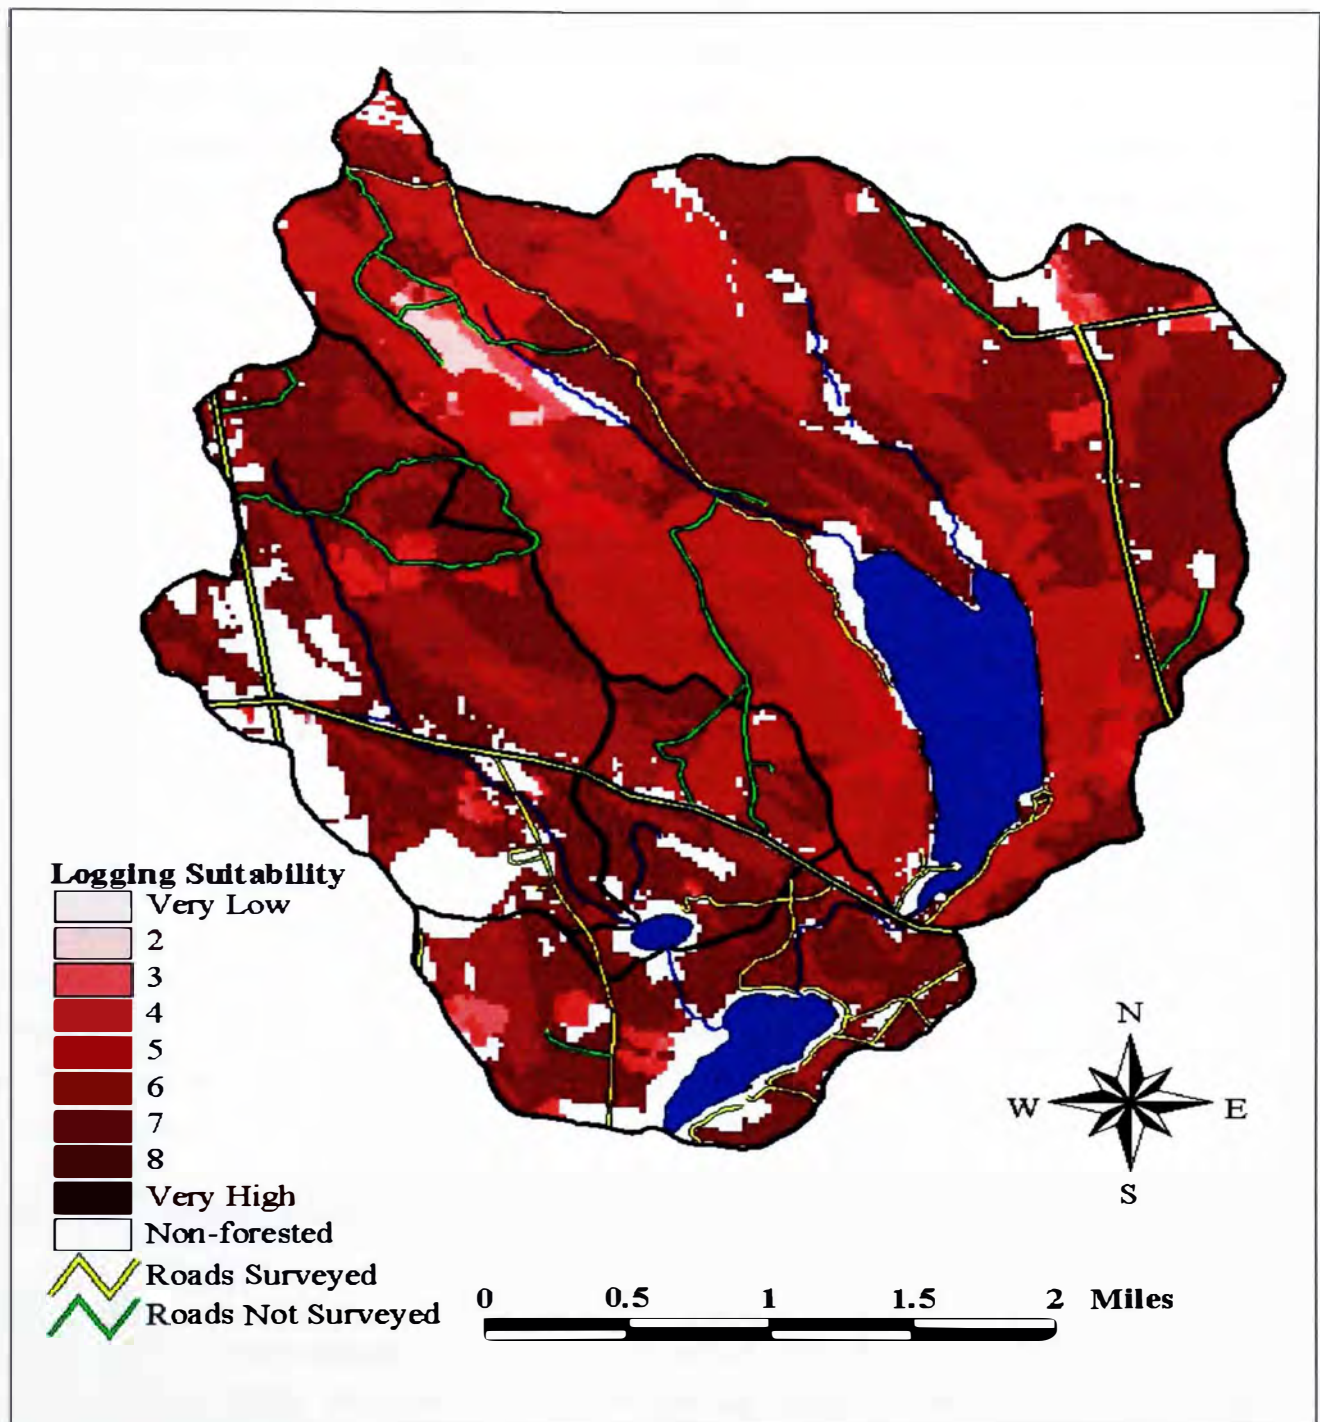 Logging Suitability
Very Low
2
3
4
5
6
7
8
Very High
Non-forested
Roads Surveyed
Roads Not Surveyed
0 0.5 1 1.5 2 Miles
N
W E
S